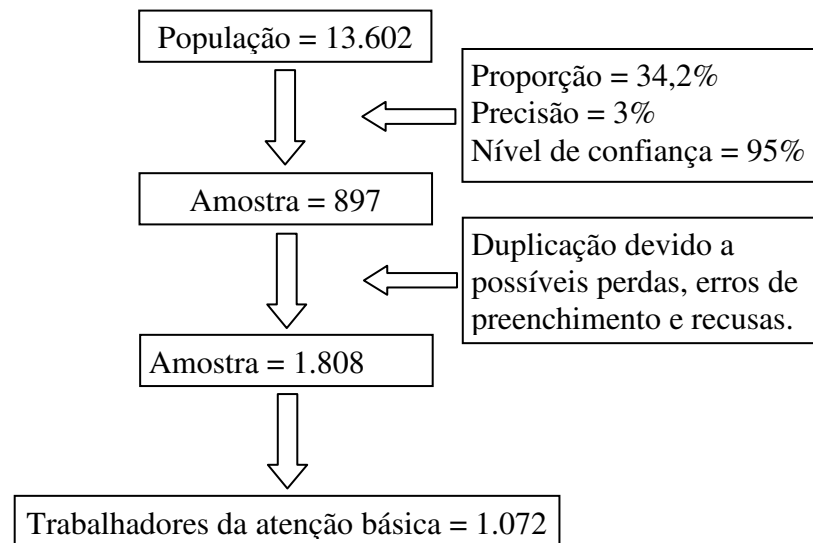 População = 13.602
Proporção = 34,2%
Precisão = 3%
Nível de confiança = 95%
Amostra = 897
Duplicação devido a
possíveis perdas, erros de
preenchimento e recusas.
Amostra = 1.808
Trabalhadores da atenção básica = 1.072